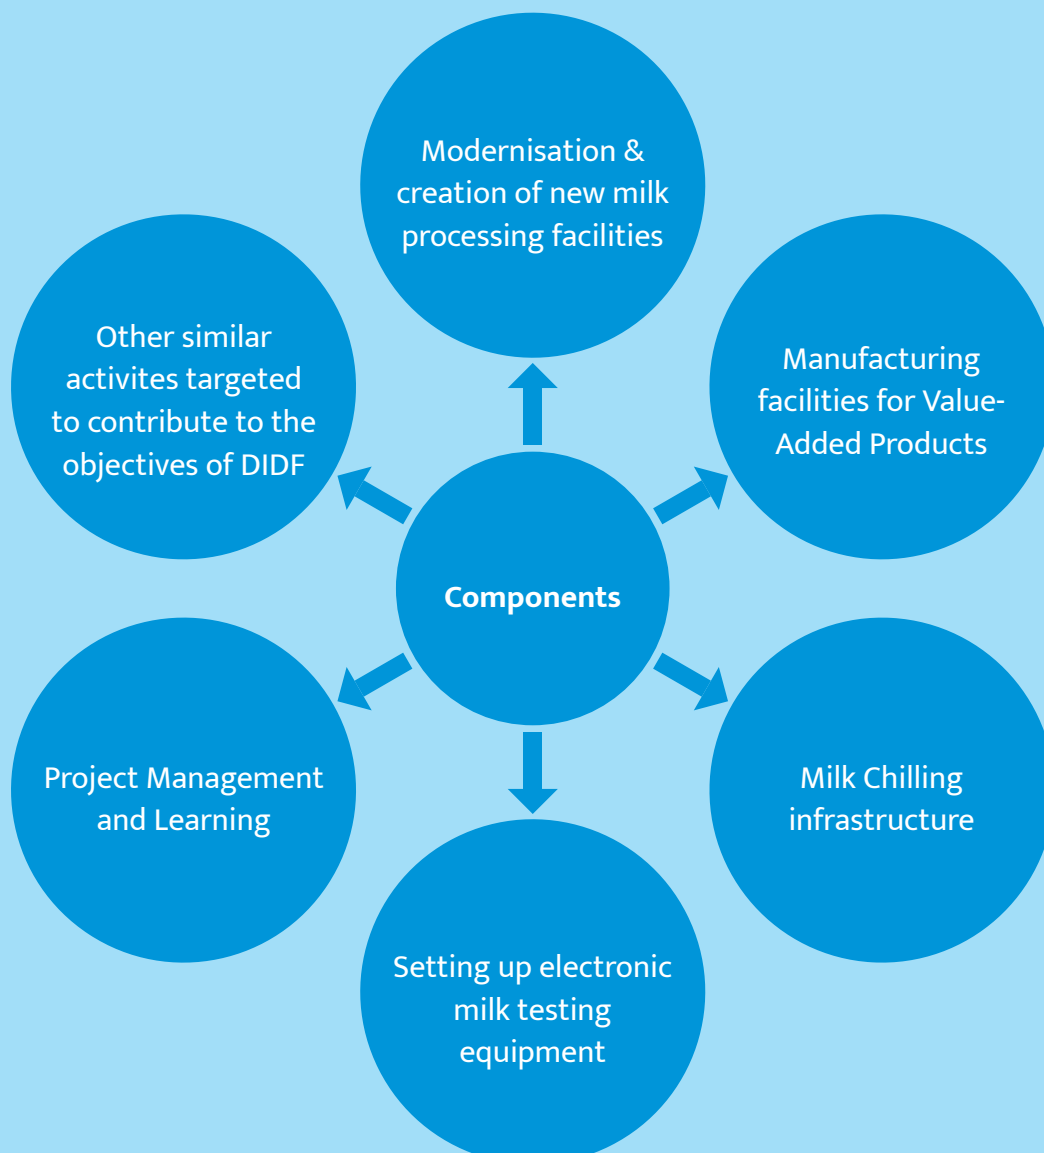 Modernisation &
creation of new milk
processing facilities
Other similar
activites targeted
to contribute to the
objectives of DIDF
Manufacturing
facilities for Value-
Added Products
Components
Project Management
and Learning
Milk Chilling
infrastructure
Setting up electronic
milk testing
equipment